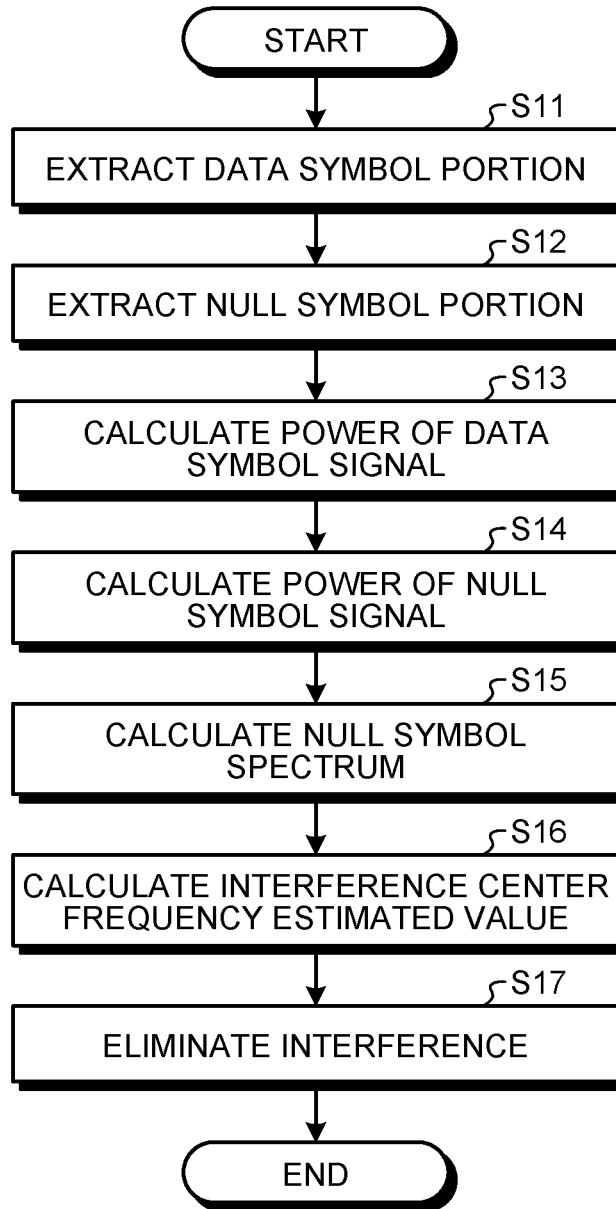 START
S11
EXTRACT DATA SYMBOL PORTION
S12
EXTRACT NULL SYMBOL PORTION
S13
CALCULATE POWER OF DATA
SYMBOL SIGNAL
S14
CALCULATE POWER OF NULL
SYMBOL SIGNAL
S15
CALCULATE NULL SYMBOL
SPECTRUM
S16
CALCULATE INTERFERENCE CENTER
FREQUENCY ESTIMATED VALUE
S17
ELIMINATE INTERFERENCE
END